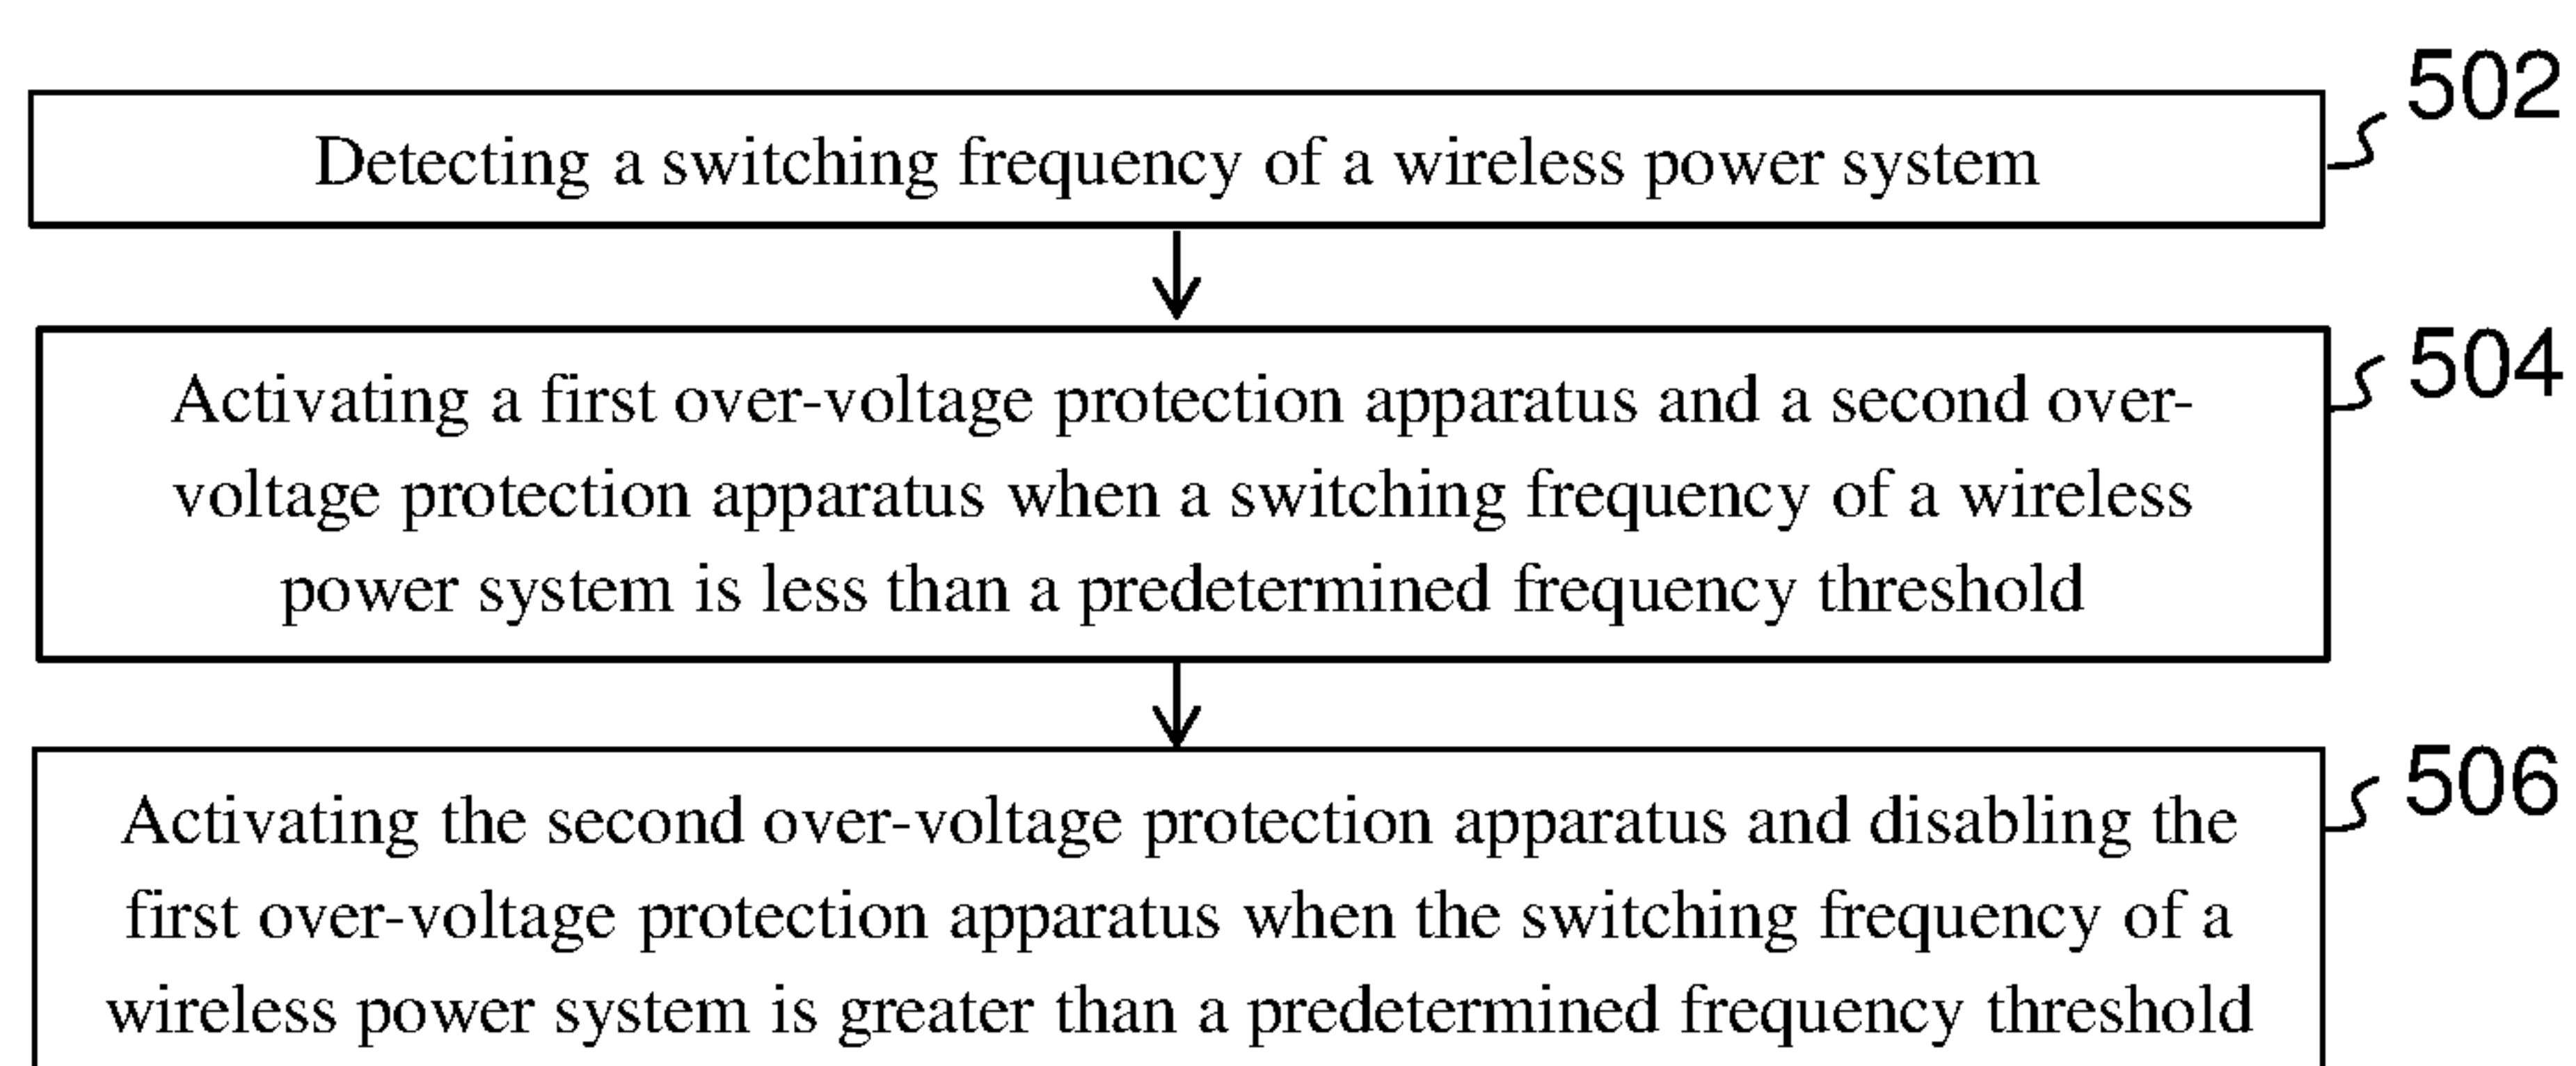 502
Detecting a switching frequency of a wireless power system
504
Activating a first over-voltage protection apparatus and a second over-
voltage protection apparatus when a switching frequency of a wireless
power system is less than a predetermined frequency threshold
506
Activating the second over-voltage protection apparatus and disabling the
first over-voltage protection apparatus when the switching frequency of a
wireless power system is greater than a predetermined frequency threshold